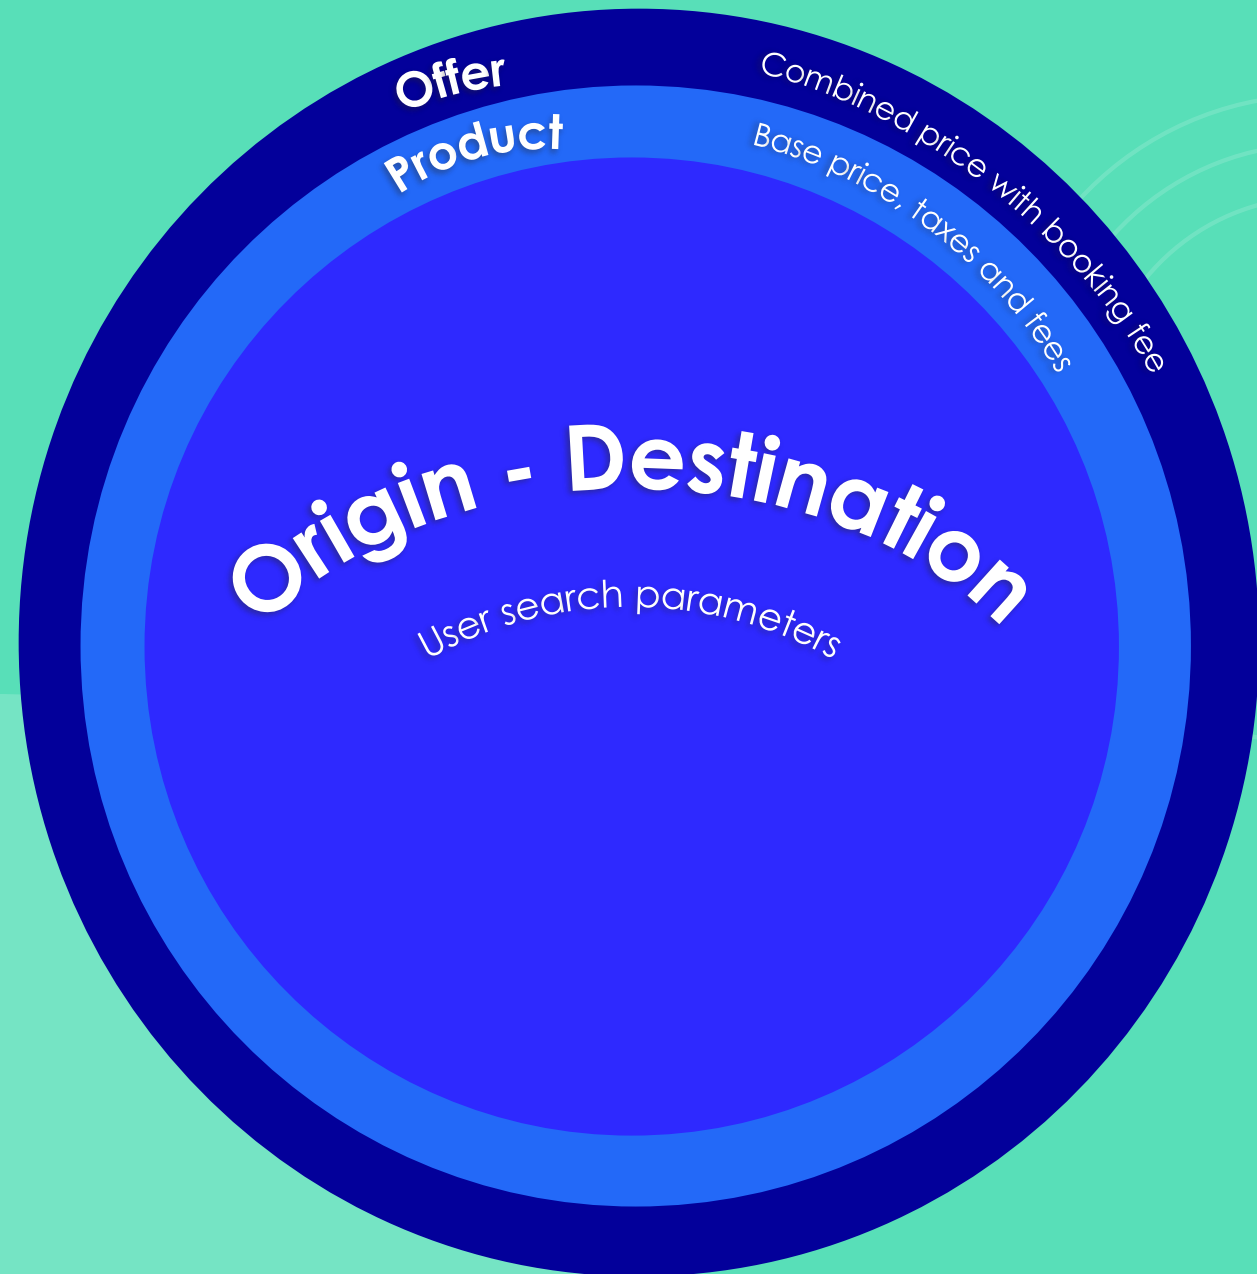 Offer
Combined price with booking fee
Product
Base price, taxes and fees
Origin - Destination
User search parameters